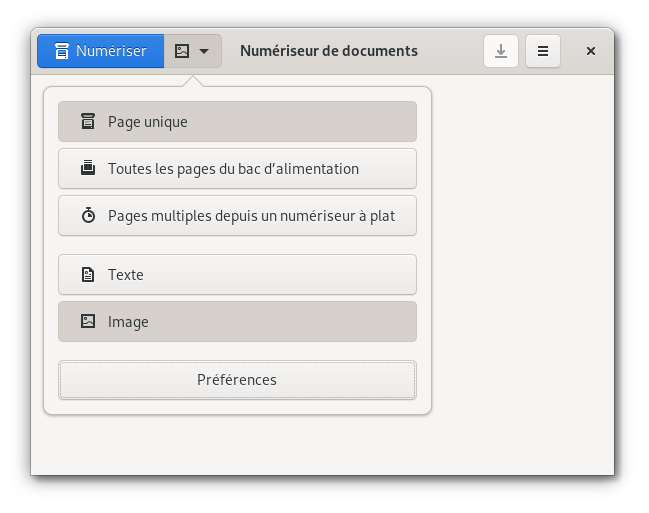 Numériser
Numériseur de documents
Page unique
Toutes les pages du bac d’alimentation
Pages multiples depuis un numériseur à plat
Texte
Image
Préférences